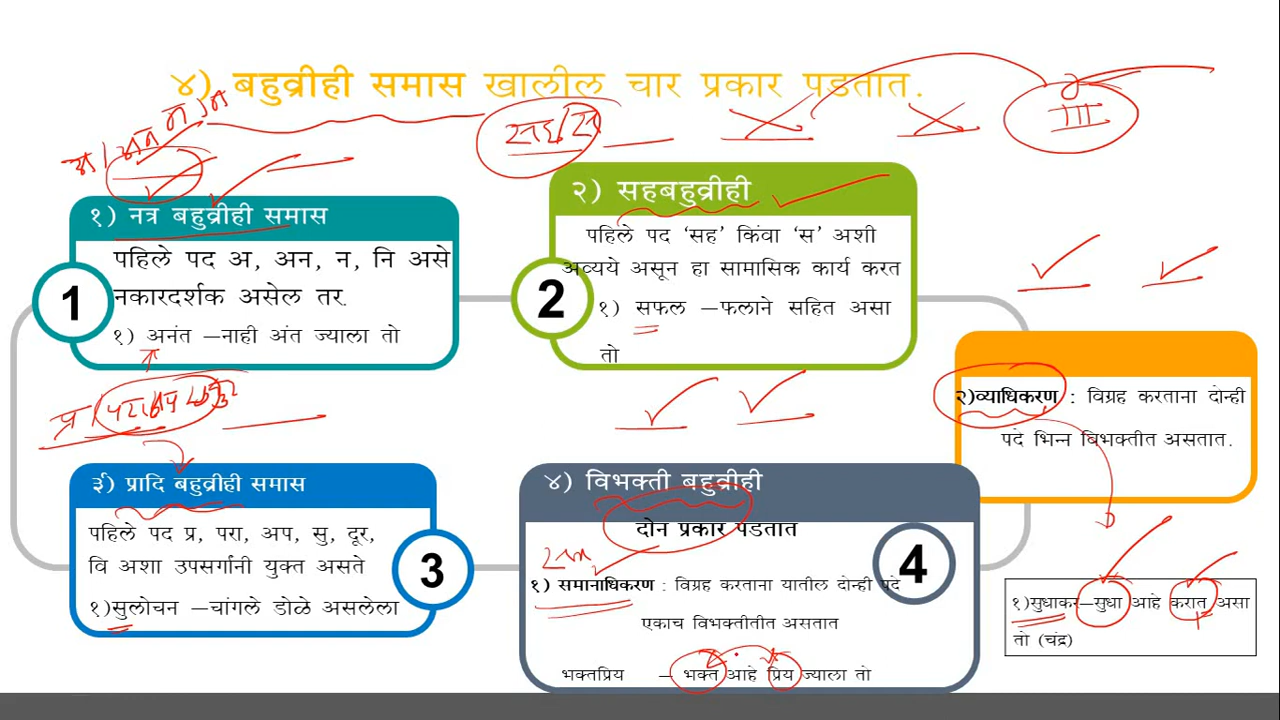 ४) बहुव्रीही समास खालील चार प्रकार पडतात.
अ। अन न। न
सह/स
III
१) नत्र बहुव्रीही समास
पहिले पद अ, अन, न, नि असे
नकारदर्शक असेल तर.
१) अनंत –नाही अंत ज्याला तो
1
२) सहबहुव्रीही
पहिले पद ‘सह’ किंवा ‘स’ अशी
अव्यये असून हा सामासिक कार्य करत
१) सफल –फलाने सहित असा
तो
2
२)व्याधिकरण : विग्रह करताना दोन्ही
पदे भिन्न बिभक्तीत असतात.
३) प्रादि बहुव्रीही समास
पहिले पद प्र, परा, अप, सु, दूर,
वि अशा उपसर्गानी युक्त असते
१)सुलोचन –चांगले डोळे असलेला
3
४) विभक्ती बहुव्रीही
दोन प्रकार पडतात
१) समानाधिकरण : विग्रह करताना यातील दोन्ही पदे
एकाच विभक्तीतीत असतात
भक्तप्रिय – भक्त आहे प्रिय ज्याला तो
4
१)सुधाकर–सुधा आहे करात असा
तो (चंद्र)